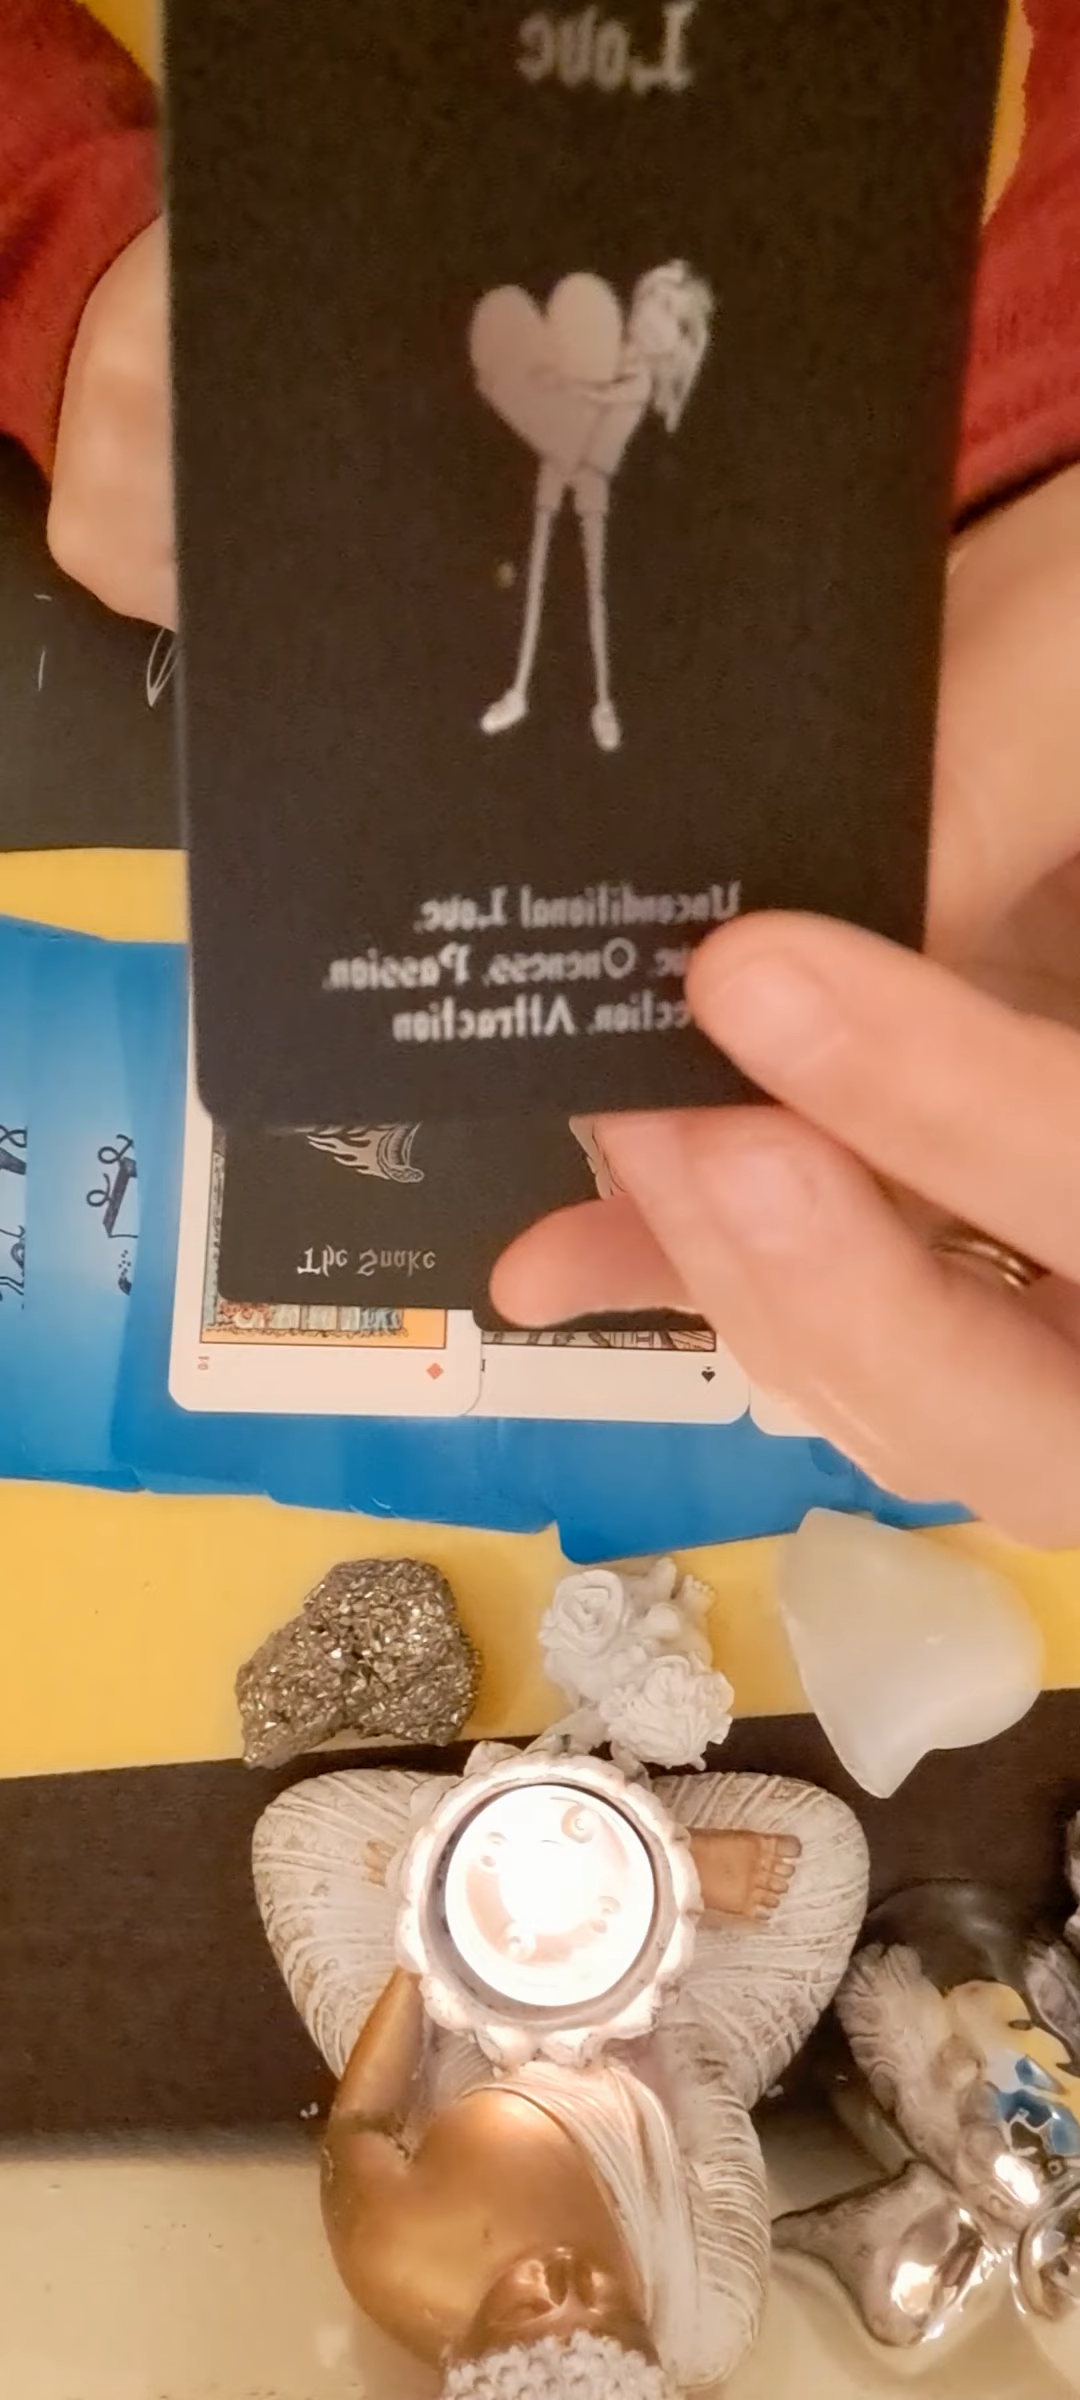 Love
Unconditional Love,
Oneness, Passion,
Attraction
The Snake